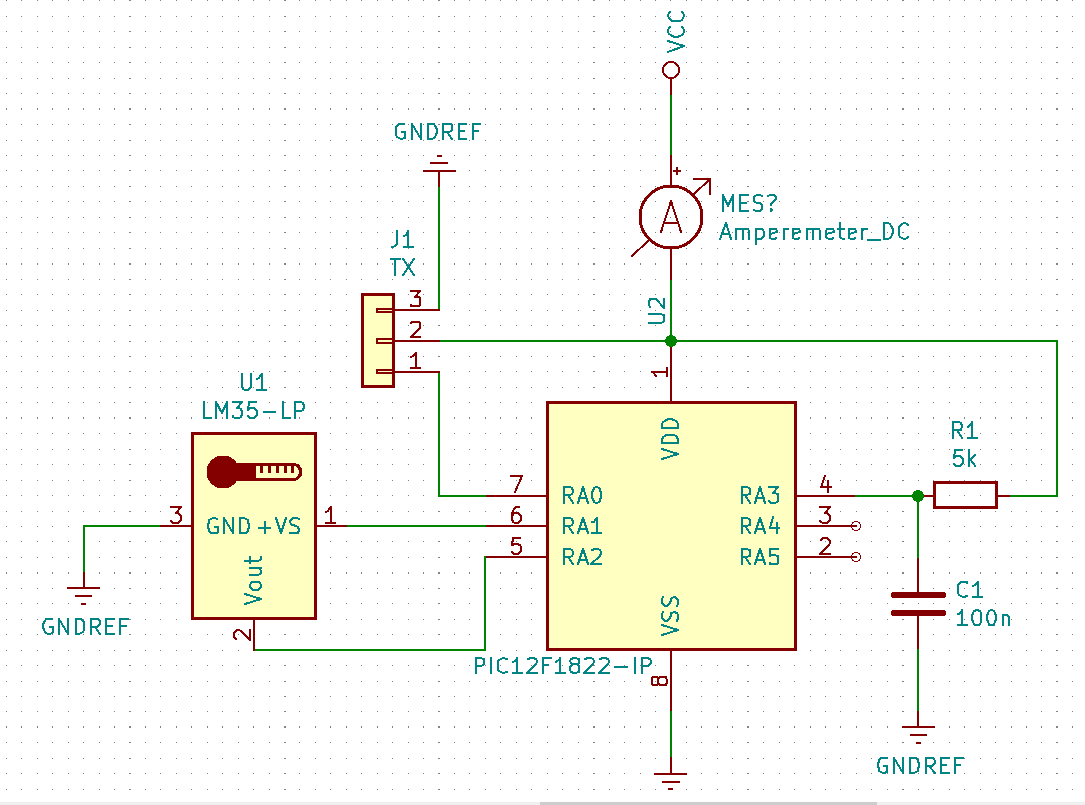 VCC
GNDREF
+
A
MES?
Amperemeter_DC
J1
TX
3
2
1
U2
1
U1
LM35-LP
VDD
R1
5k
7
RA0
RA3
4
3
GND
+VS
1
6
RA1
RA4
3
5
RA2
RA5
2
Vout
2
GNDREF
VSS
C1
100n
PIC12F1822-IP
8
GNDREF